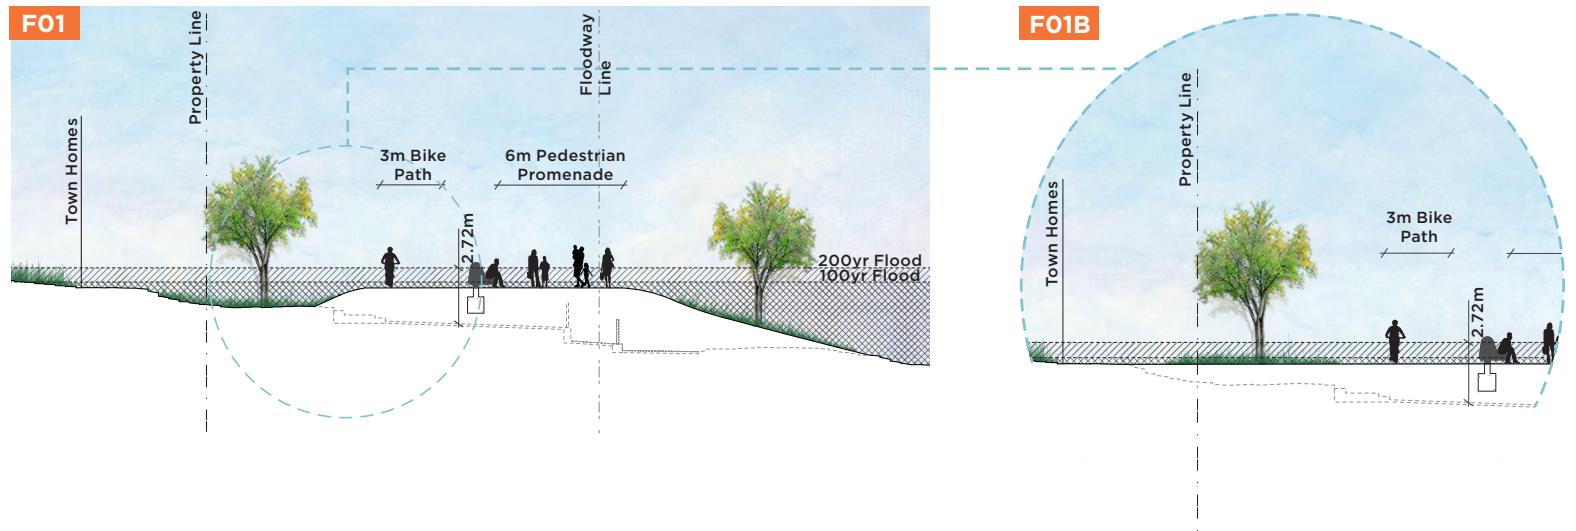 F01
Property Line
Town Homes
3m Bike
Path
6m Pedestrian
Promenade
Floodway
Line
2.72m
200yr Flood
100yr Flood
F01B
Property Line
Town Homes
3m Bike
Path
2.72m